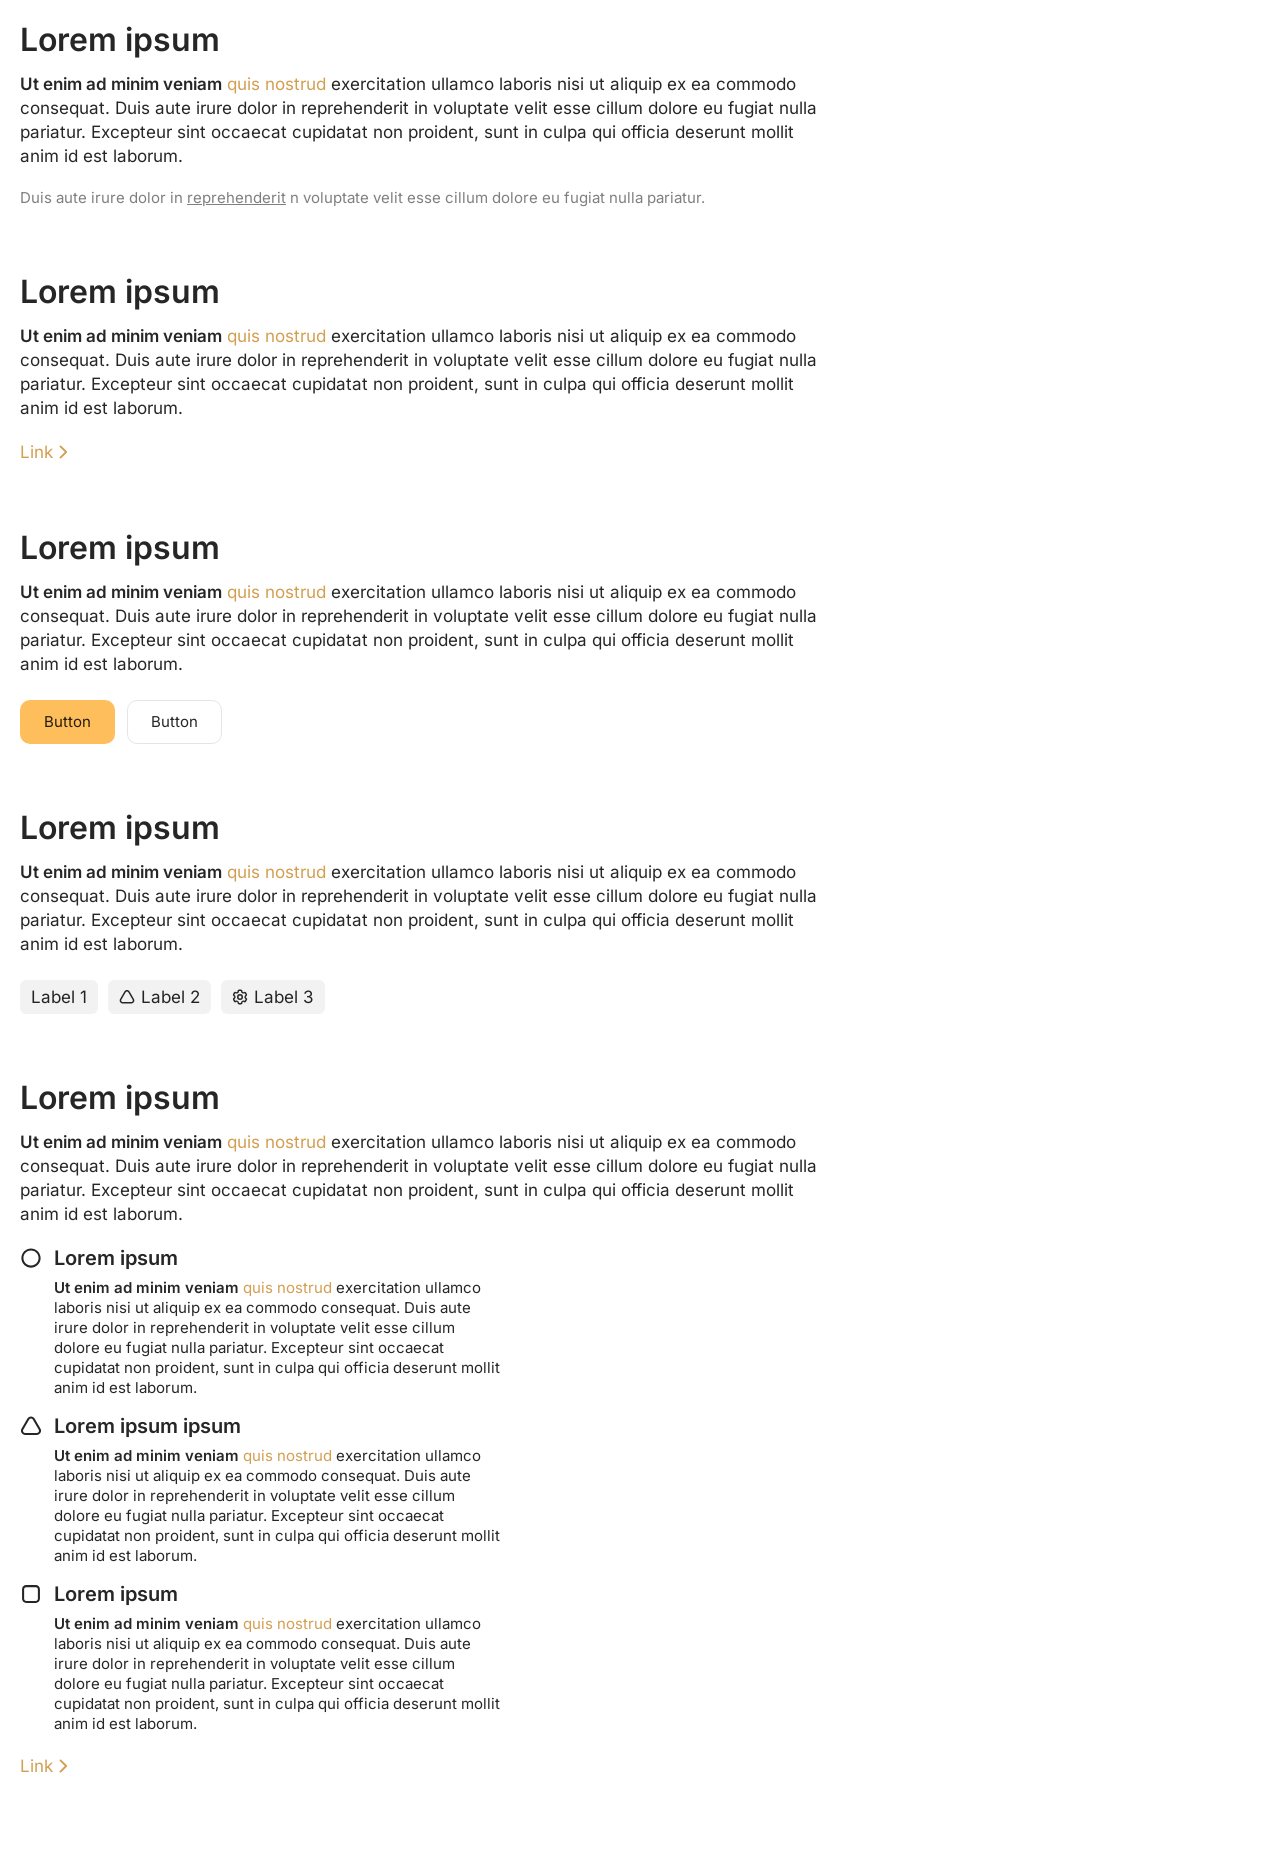 Lorem ipsum
Ut enim ad minim veniam quis nostrud exercitation ullamco laboris nisi ut aliquip ex ea commodo
consequat. Duis aute irure dolor in reprehenderit in voluptate velit esse cillum dolore eu fugiat nulla
pariatur. Excepteur sint occaecat cupidatat non proident, sunt in culpa qui officia deserunt mollit
anim id est laborum.
Duis aute irure dolor in reprehenderit n voluptate velit esse cillum dolore eu fugiat nulla pariatur.
Lorem ipsum
Ut enim ad minim veniam quis nostrud exercitation ullamco laboris nisi ut aliquip ex ea commodo
consequat. Duis aute irure dolor in reprehenderit in voluptate velit esse cillum dolore eu fugiat nulla
pariatur. Excepteur sint occaecat cupidatat non proident, sunt in culpa qui officia deserunt mollit
anim id est laborum.
Link
Lorem ipsum
Ut enim ad minim veniam quis nostrud exercitation ullamco laboris nisi ut aliquip ex ea commodo
consequat. Duis aute irure dolor in reprehenderit in voluptate velit esse cillum dolore eu fugiat nulla
pariatur. Excepteur sint occaecat cupidatat non proident, sunt in culpa qui officia deserunt mollit
anim id est laborum.
Button Button
Lorem ipsum
Ut enim ad minim veniam quis nostrud exercitation ullamco laboris nisi ut aliquip ex ea commodo
consequat. Duis aute irure dolor in reprehenderit in voluptate velit esse cillum dolore eu fugiat nulla
pariatur. Excepteur sint occaecat cupidatat non proident, sunt in culpa qui officia deserunt mollit
anim id est laborum.
Label 1 Label 2 Label 3
Lorem ipsum
Ut enim ad minim veniam quis nostrud exercitation ullamco laboris nisi ut aliquip ex ea commodo
consequat. Duis aute irure dolor in reprehenderit in voluptate velit esse cillum dolore eu fugiat nulla
pariatur. Excepteur sint occaecat cupidatat non proident, sunt in culpa qui officia deserunt mollit
anim id est laborum.
Lorem ipsum
Ut enim ad minim veniam quis nostrud exercitation ullamco
laboris nisi ut aliquip ex ea commodo consequat. Duis aute
irure dolor in reprehenderit in voluptate velit esse cillum
dolore eu fugiat nulla pariatur. Excepteur sint occaecat
cupidatat non proident, sunt in culpa qui officia deserunt mollit
anim id est laborum.
Lorem ipsum ipsum
Ut enim ad minim veniam quis nostrud exercitation ullamco
laboris nisi ut aliquip ex ea commodo consequat. Duis aute
irure dolor in reprehenderit in voluptate velit esse cillum
dolore eu fugiat nulla pariatur. Excepteur sint occaecat
cupidatat non proident, sunt in culpa qui officia deserunt mollit
anim id est laborum.
Lorem ipsum
Ut enim ad minim veniam quis nostrud exercitation ullamco
laboris nisi ut aliquip ex ea commodo consequat. Duis aute
irure dolor in reprehenderit in voluptate velit esse cillum
dolore eu fugiat nulla pariatur. Excepteur sint occaecat
cupidatat non proident, sunt in culpa qui officia deserunt mollit
anim id est laborum.
Link